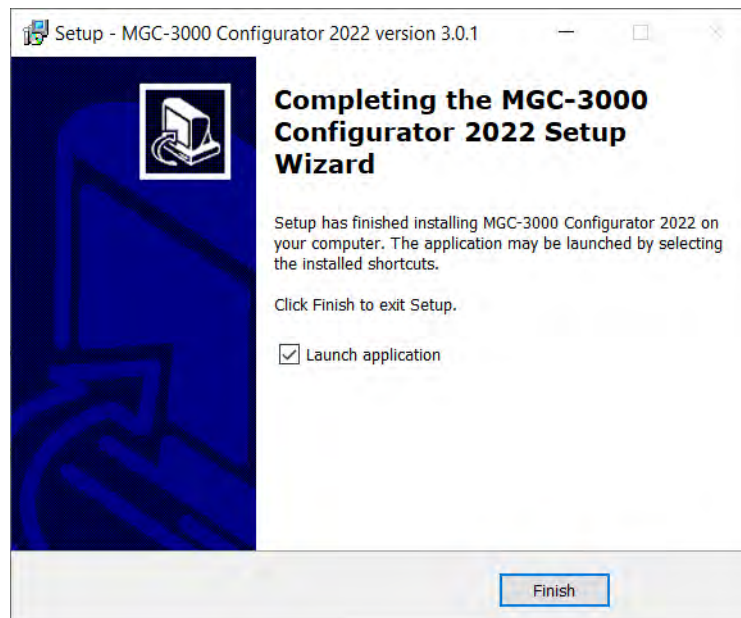 Setup - MGC-3000 Configurator 2022 version 3.0.1
Completing the MGC-3000
Configurator 2022 Setup
Wizard
Setup has finished installing MGC-3000 Configurator 2022 on
your computer. The application may be launched by selecting
the installed shortcuts.
Click Finish to exit Setup.
Launch application
Finish